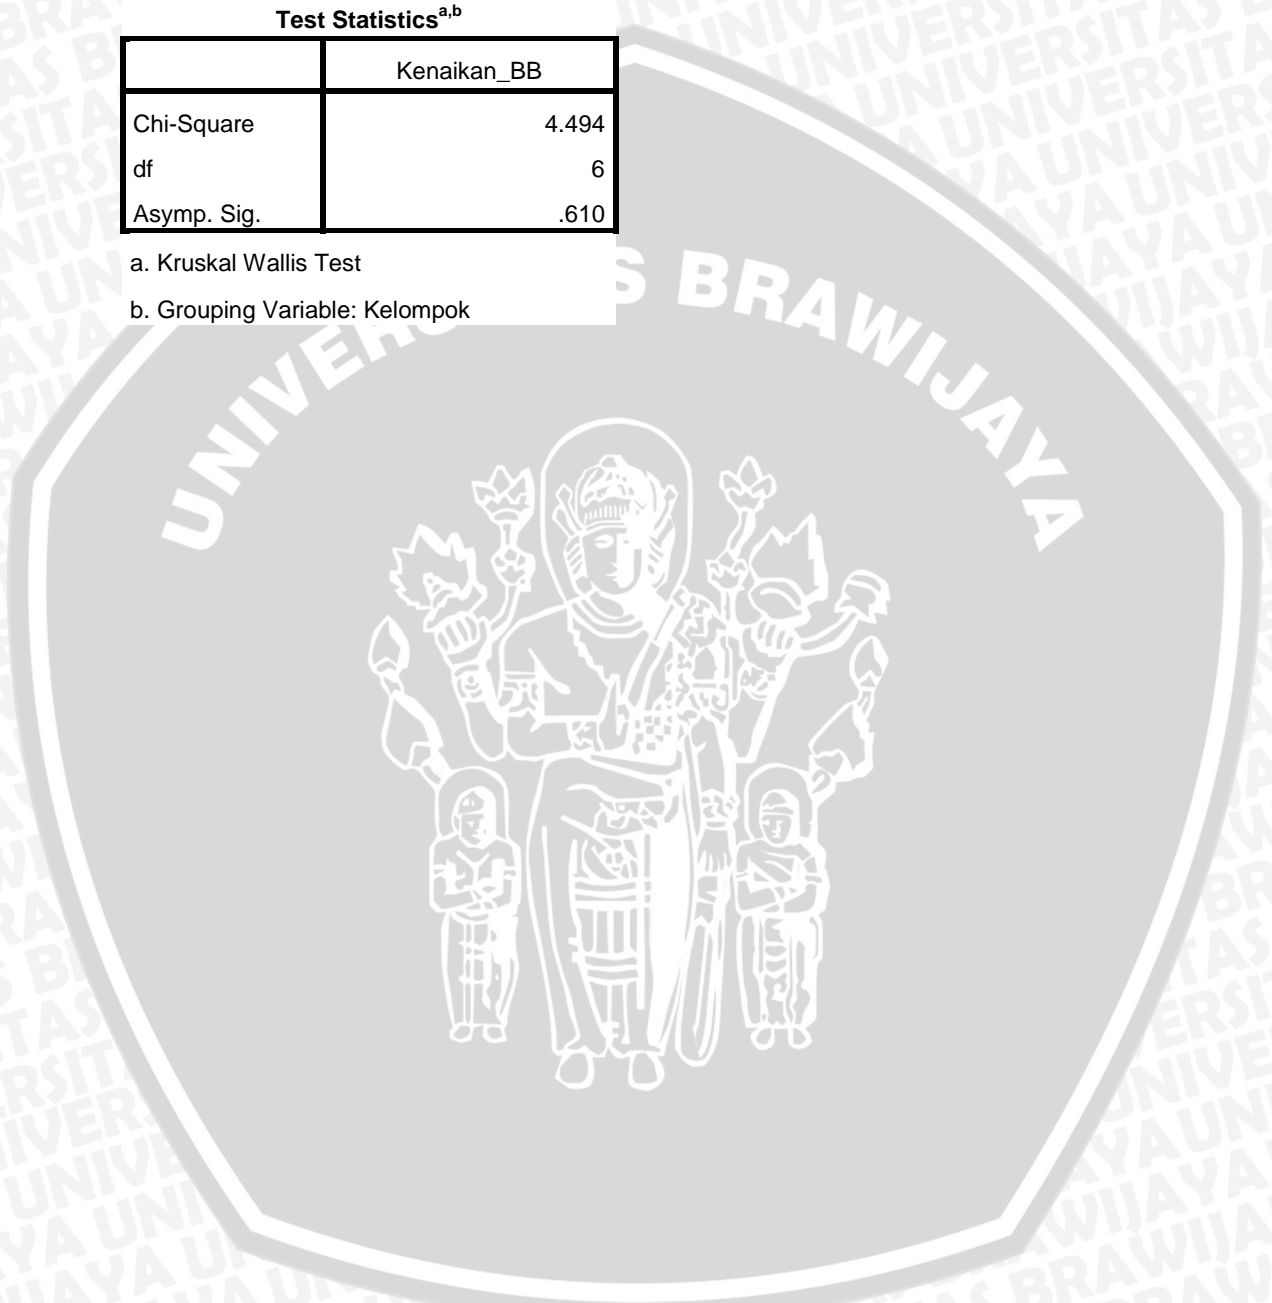 Test Statistics^a,b
Kenaikan_BB
Chi-Square 4.494
df 6
Asymp. Sig. .610
a. Kruskal Wallis Test
b. Grouping Variable: Kelompok
S BRAWIJAYA
UNIVER